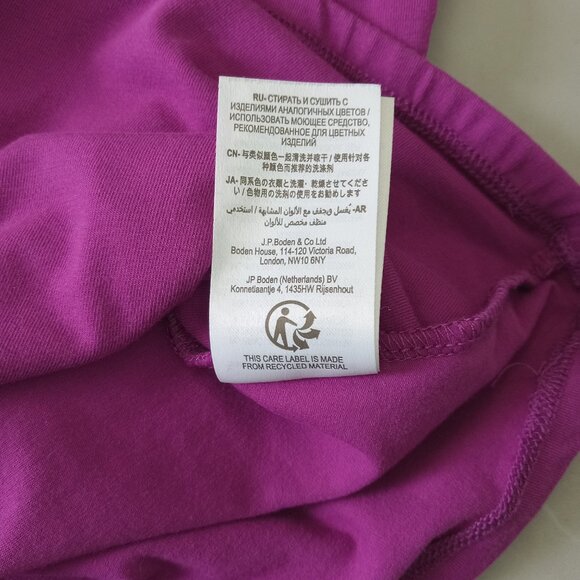 RU- СТИРАТЬ И СУШИТЬ С
ИЗДЕЛИЯМИ АНАЛОГИЧНЫХ ЦВЕТОВ /
ИСПОЛЬЗОВАТЬ МОЮЩЕЕ СРЕДСТВО,
РЕКОМЕНДОВАННОЕ ДЛЯ ЦВЕТНЫХ
ИЗДЕЛИЙ
CN- 与类似颜色一起清洗并晾干 / 使用针对各
种颜色而推荐的洗涤剂
JA- 同系色の衣類と洗濯・乾燥させてくださ
い / 色物用の洗剤の使用をお勧めします
AR- يُغسل ويجفف مع الألوان المشابهة / استخدمي
منظف مخصص للألوان
J.P.Boden & Co Ltd
Boden House, 114-120 Victoria Road,
London, NW10 6NY
JP Boden (Netherlands) BV
Konnetlaantje 4, 1435HW Rijsenhout
THIS CARE LABEL IS MADE
FROM RECYCLED MATERIAL